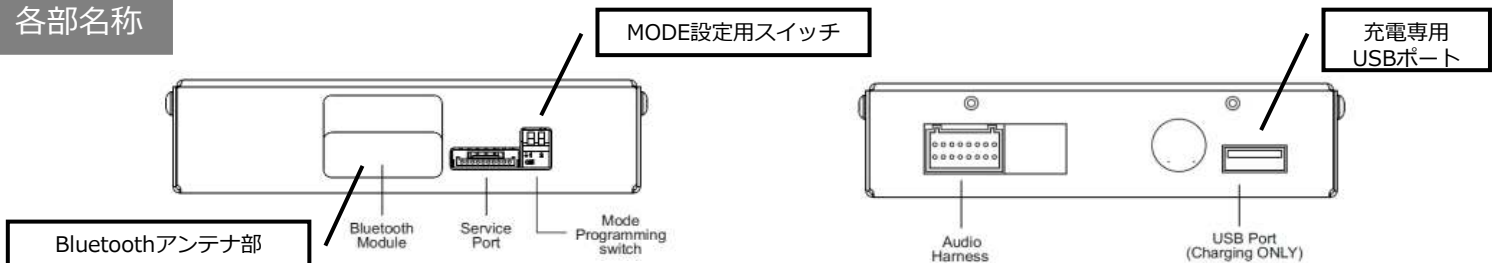 各部名称
MODE設定用スイッチ
充電専用
USBポート
Bluetoothアンテナ部
Bluetooth
Module
Service
Port
Mode
Programming
switch
Audio
Harness
USB Port
(Charging ONLY)